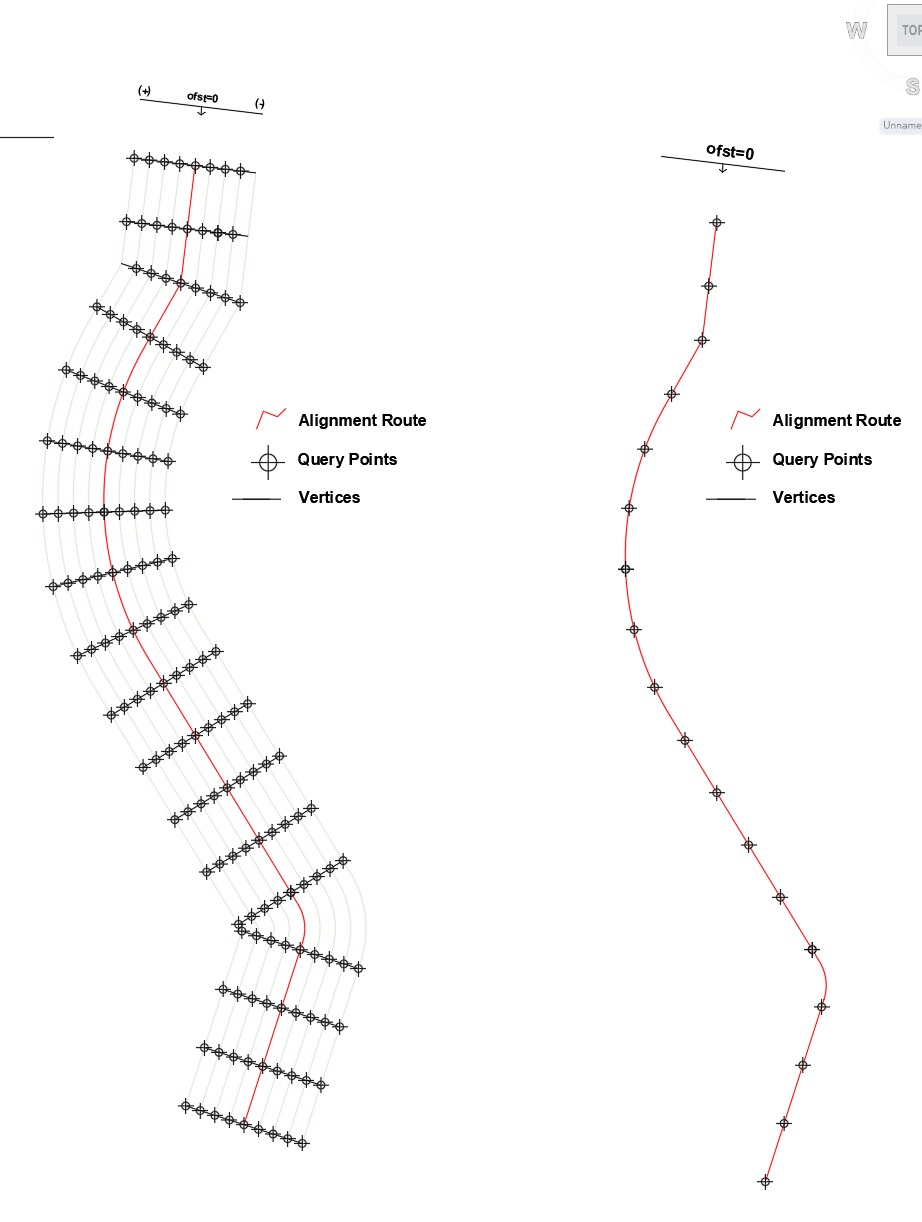 W
TOP
S
Unname
(+)
ofst=0
(-)
ofst=0
Alignment Route
Query Points
Vertices
Alignment Route
Query Points
Vertices